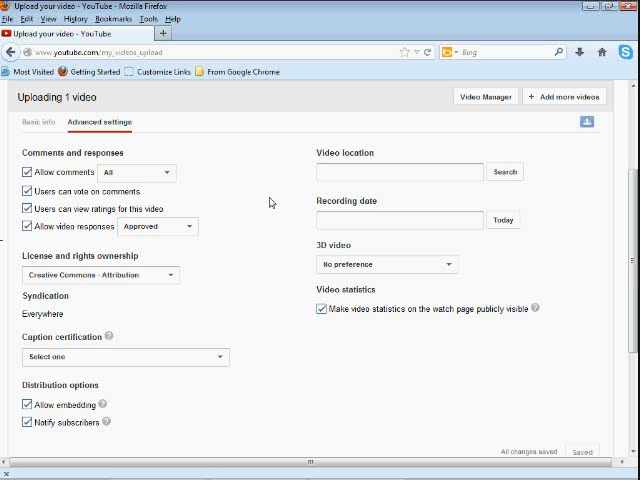 Upload your video - YouTube - Mozilla Firefox
File Edit View History Bookmarks Tools Help
Upload your video - YouTube
www.youtube.com/my_videos_upload
Bing
Most Visited Getting Started Customize Links From Google Chrome
Uploading 1 video
Video Manager
+ Add more videos
Basic info Advanced settings
Comments and responses
Allow comments All
Users can vote on comments
Users can view ratings for this video
Allow video responses Approved
License and rights ownership
Creative Commons - Attribution
Syndication
Everywhere
Caption certification ?
Select one
Distribution options
Allow embedding ?
Notify subscribers ?
Video location
Search
Recording date
Today
3D video
No preference
Video statistics
Make video statistics on the watch page publicly visible ?
All changes saved. Saved